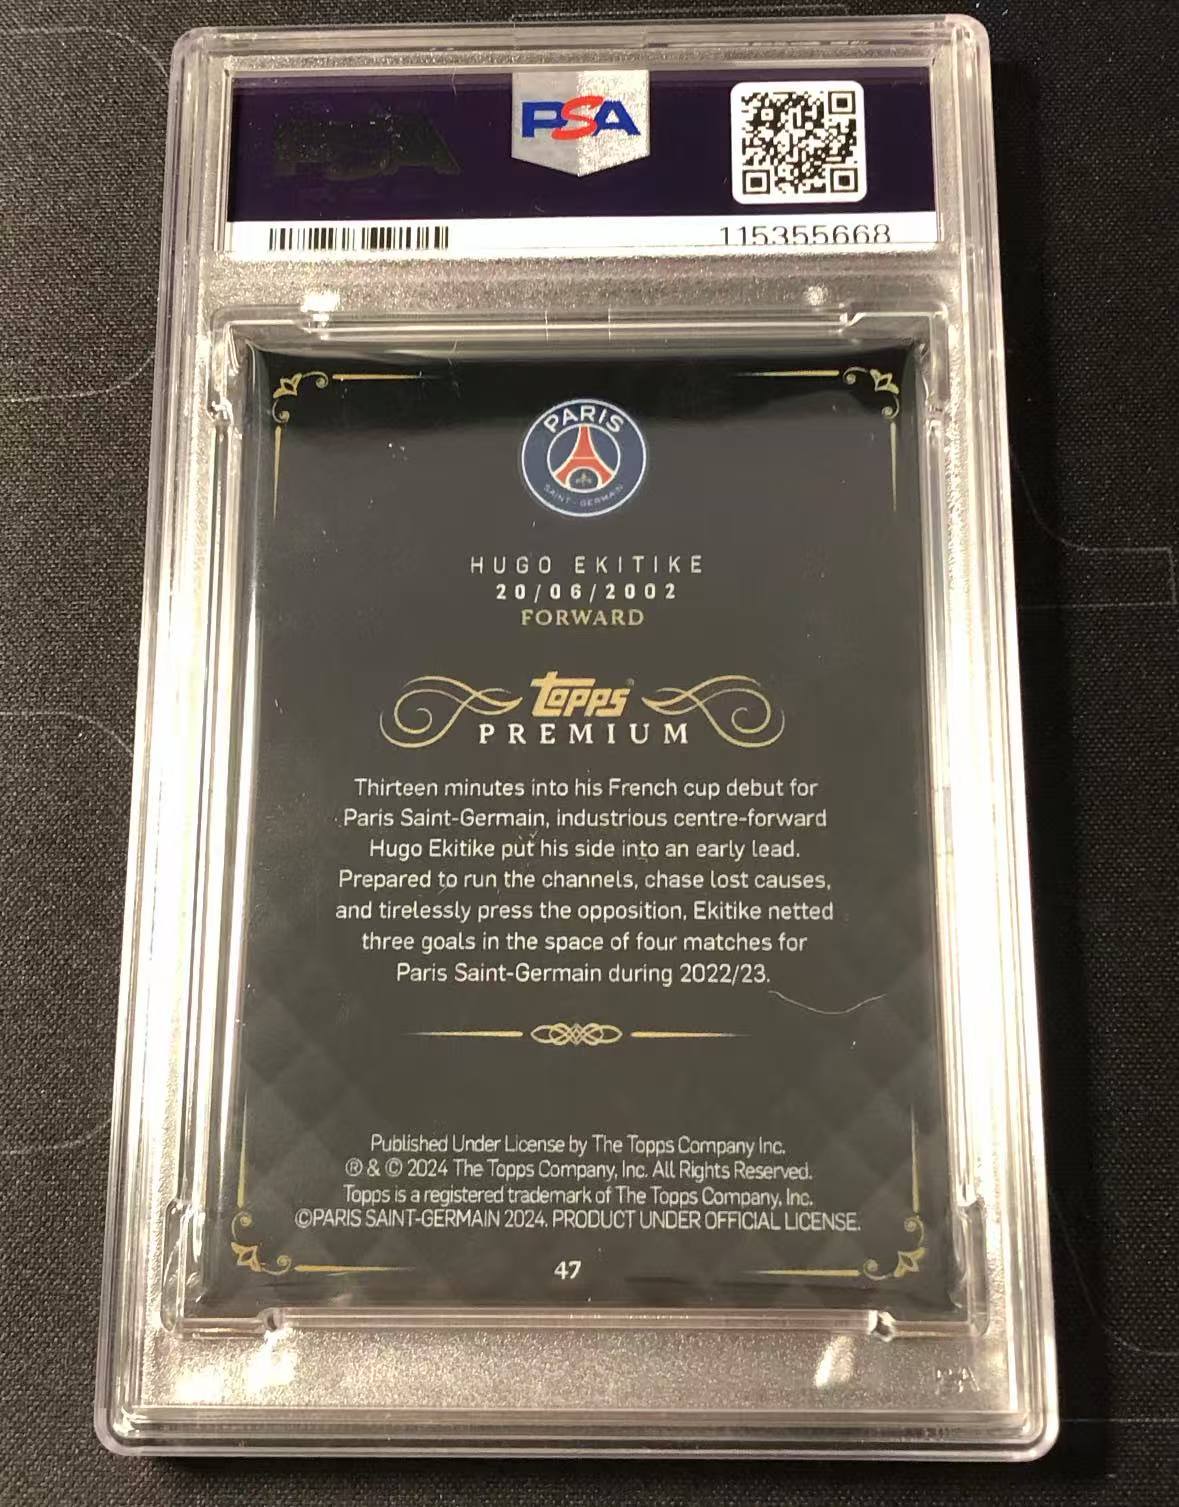 PSA
115355668
PARIS
SAINT-GERMAIN
HUGO EKITIKE
20/06/2002
FORWARD
Topps®
PREMIUM
Thirteen minutes into his French cup debut for
Paris Saint-Germain, industrious centre-forward
Hugo Ekitike put his side into an early lead.
Prepared to run the channels, chase lost causes,
and tirelessly press the opposition, Ekitike netted
three goals in the space of four matches for
Paris Saint-Germain during 2022/23.
Published Under License by The Topps Company Inc.
® & © 2024 The Topps Company, Inc. All Rights Reserved.
Topps is a registered trademark of The Topps Company, Inc.
©PARIS SAINT-GERMAIN 2024. PRODUCT UNDER OFFICIAL LICENSE.
47
PSA